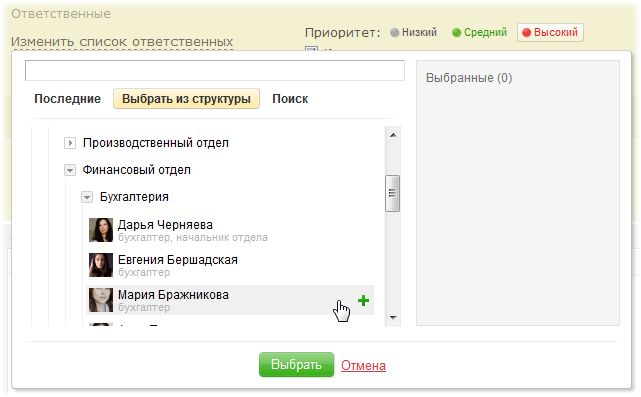 Ответственные
Изменить список ответственных
Приоритет: Низкий Средний Высокий
Выбранные (0)
Последние Выбрать из структуры Поиск
Производственный отдел
Финансовый отдел
Бухгалтерия
Дарья Черняева
бухгалтер, начальник отдела
Евгения Бершадская
бухгалтер
Мария Бражникова
бухгалтер
Выбрать Отмена